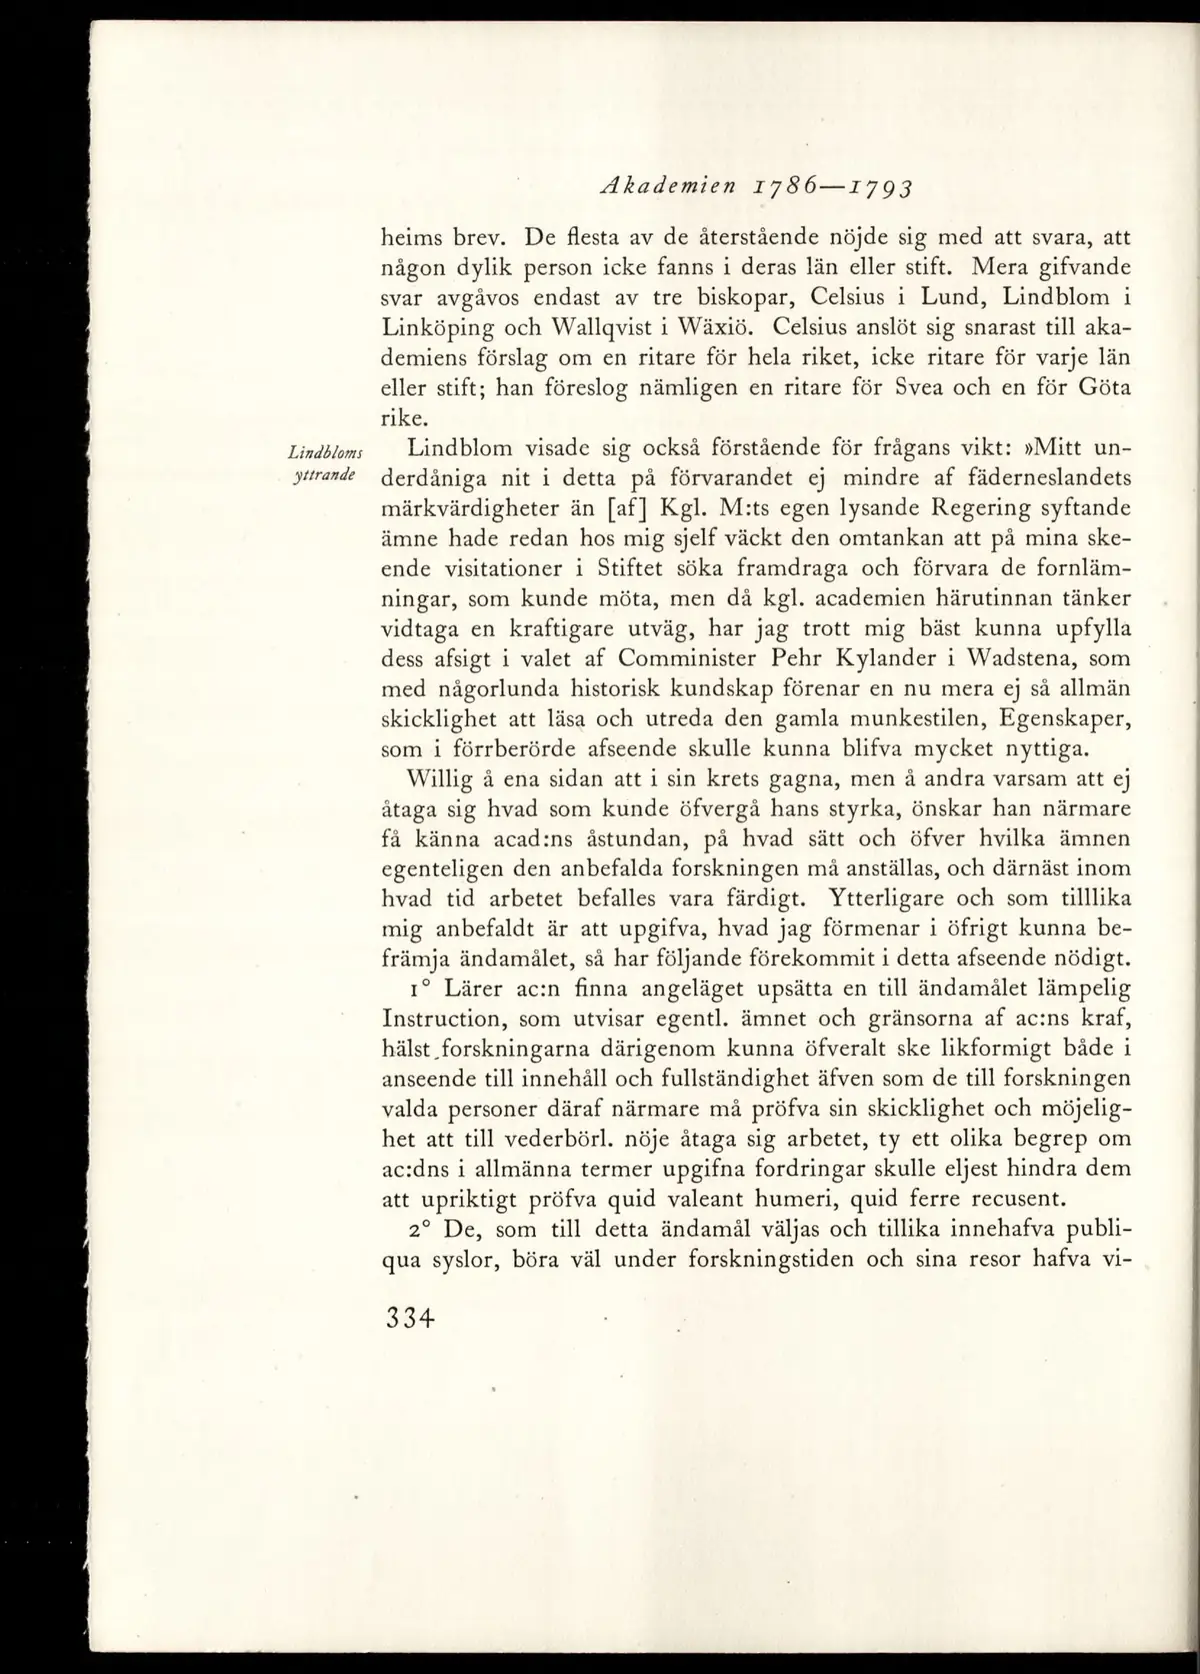 Akademien 1786—1793
heims brev. De flesta av de återstående nöjde sig med att svara, att
någon dylik person icke fanns i deras län eller stift. Mera gifvande
svar avgåvos endast av tre biskopar, Celsius i Lund, Lindblom i
Linköping och Wallqvist i Wäxiö. Celsius anslöt sig snarast till aka-
demiens förslag om en ritare för hela riket, icke ritare för varje län
eller stift; han föreslog nämligen en ritare för Svea och en för Göta
rike.
Lindbloms
yttrande
Lindblom visade sig också förstående för frågans vikt: »Mitt un-
derdåniga nit i detta på förvarandet ej mindre af fäderneslandets
märkvärdigheter än [af] Kgl. M:ts egen lysande Regering syftande
ämne hade redan hos mig sjelf väckt den omtankan att på mina ske-
ende visitationer i Stiftet söka framdraga och förvara de fornläm-
ningar, som kunde möta, men då kgl. academien härutinnan tänker
vidtaga en kraftigare utväg, har jag trott mig bäst kunna upfylla
dess afsigt i valet af Comminister Pehr Kylander i Wadstena, som
med någorlunda historisk kundskap förenar en nu mera ej så allmän
skicklighet att läsa och utreda den gamla munkestilen, Egenskaper,
som i förrberörde afseende skulle kunna blifva mycket nyttiga.
Willig å ena sidan att i sin krets gagna, men å andra varsam att ej
åtaga sig hvad som kunde öfvergå hans styrka, önskar han närmare
få känna acad:ns åstundan, på hvad sätt och öfver hvilka ämnen
egenteligen den anbefalda forskningen må anställas, och därnäst inom
hvad tid arbetet befalles vara färdigt. Ytterligare och som tilllika
mig anbefaldt är att upgifva, hvad jag förmenar i öfrigt kunna be-
främja ändamålet, så har följande förekommit i detta afseende nödigt.
1° Lärer ac:n finna angeläget upsätta en till ändamålet lämpelig
Instruction, som utvisar egentl. ämnet och gränsorna af ac:ns kraf,
hälst forskningarna därigenom kunna öfveralt ske likformigt både i
anseende till innehåll och fullständighet äfven som de till forskningen
valda personer däraf närmare må pröfva sin skicklighet och möjelig-
het att till vederbörl. nöje åtaga sig arbetet, ty ett olika begrep om
ac:dns i allmänna termer upgifna fordringar skulle eljest hindra dem
att upriktigt pröfva quid valeant humeri, quid ferre recusent.
2° De, som till detta ändamål väljas och tillika innehafva publi-
qua syslor, böra väl under forskningstiden och sina resor hafva vi-
334